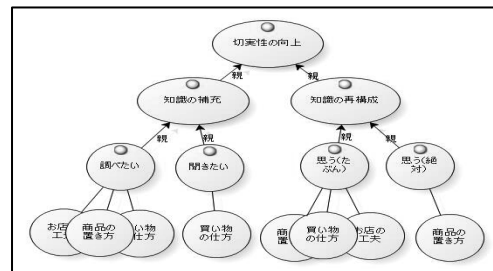 切実性の向上
親
親
知識の補充
知識の再構成
親
親
親
親
調べたい
聞きたい
思う(た
ぶん)
思う(絶
対)
お店の
工夫
商品の
置き方
い物
仕方
買い物
の仕方
商
置
買い物
の仕方
お店の
工夫
商品の
置き方